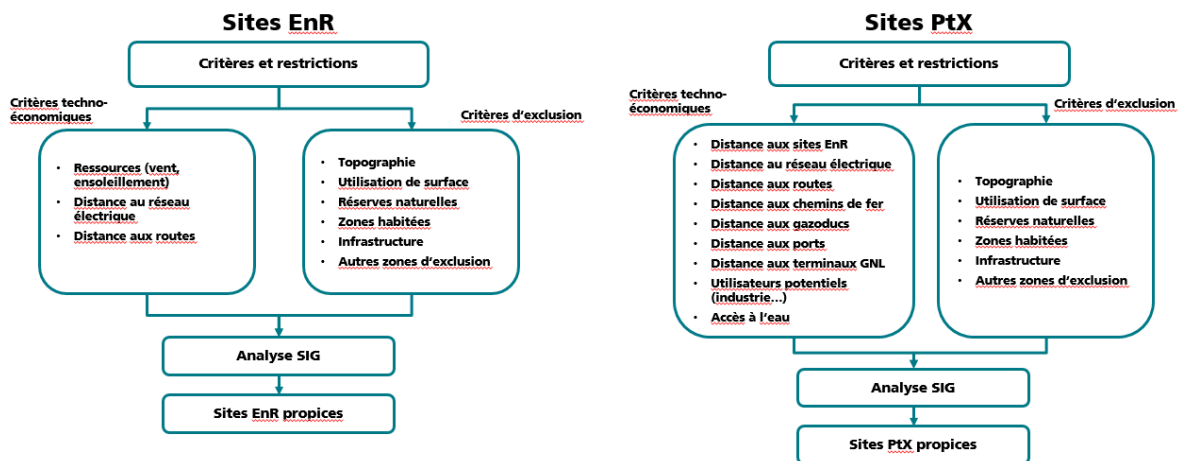 Sites EnR
Critères et restrictions
Critères techno-
économiques
Critères d'exclusion
• Ressources (vent,
ensoleillement)
• Distance au réseau
électrique
• Distance aux routes
• Topographie
• Utilisation de surface
• Réserves naturelles
• Zones habitées
• Infrastructure
• Autres zones d'exclusion
Analyse SIG
Sites EnR propices
Sites PtX
Critères et restrictions
Critères techno-
économiques
Critères d'exclusion
• Distance aux sites EnR
• Distance au réseau électrique
• Distance aux routes
• Distance aux chemins de fer
• Distance aux gazoducs
• Distance aux ports
• Distance aux terminaux GNL
• Utilisateurs potentiels
(industrie...)
• Accès à l'eau
• Topographie
• Utilisation de surface
• Réserves naturelles
• Zones habitées
• Infrastructure
• Autres zones d'exclusion
Analyse SIG
Sites PtX propices